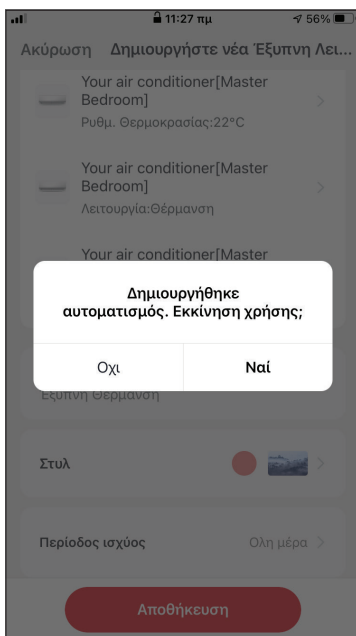 11:27 πμ
56%
Ακύρωση Δημιουργήστε νέα Έξυπνη Λει...
Your air conditioner[Master
Bedroom]
Ρυθμ. Θερμοκρασίας:22°C
Your air conditioner[Master
Bedroom]
Λειτουργία:Θέρμανση
Your air conditioner[Master
Δημιουργήθηκε
αυτοματισμός. Εκκίνηση χρήσης;
Οχι
Ναί
Έξυπνη Θέρμανση
Στυλ
Περίοδος ισχύος
Ολη μέρα
Αποθήκευση